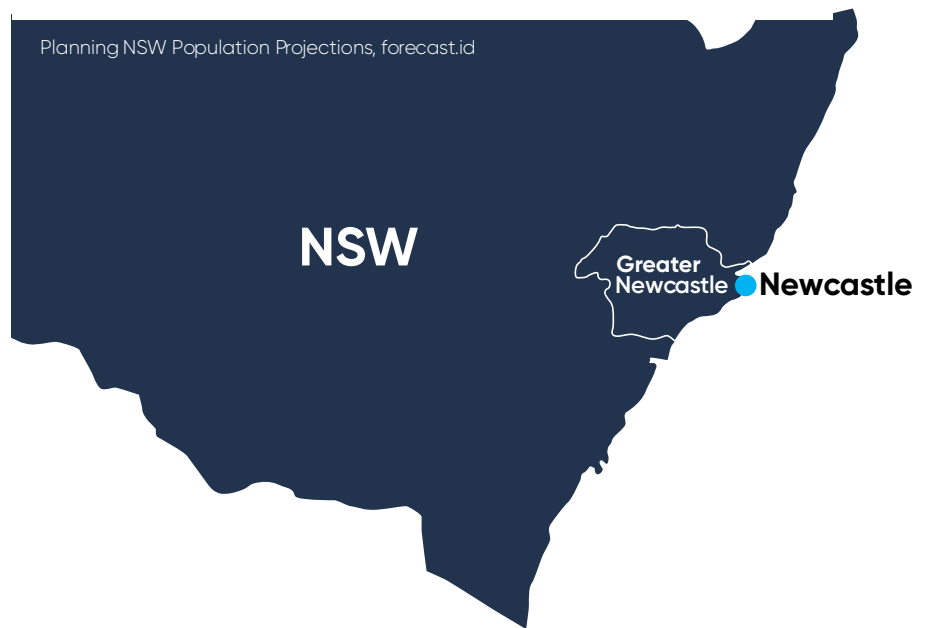 Planning NSW Population Projections, forecast.id
NSW
Greater
Newcastle
Newcastle